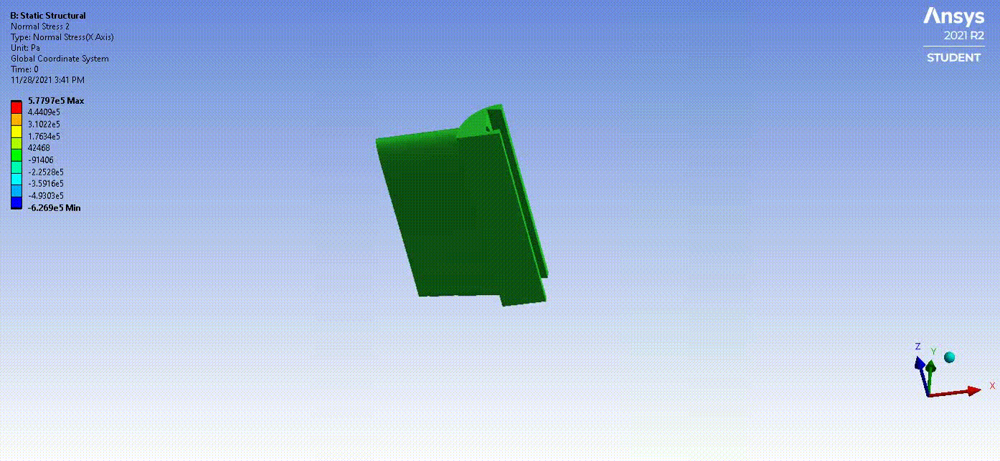 B: Static Structural
Normal Stress 2
Type: Normal Stress(X Axis)
Unit: Pa
Global Coordinate System
Time: 0
11/28/2021 3:41 PM
5.7797e5 Max
4.4409e5
3.1022e5
1.7634e5
42468
-91406
-2.2528e5
-3.5916e5
-4.9303e5
-6.269e5 Min
Ansys
2021 R2
STUDENT
Z
Y
X